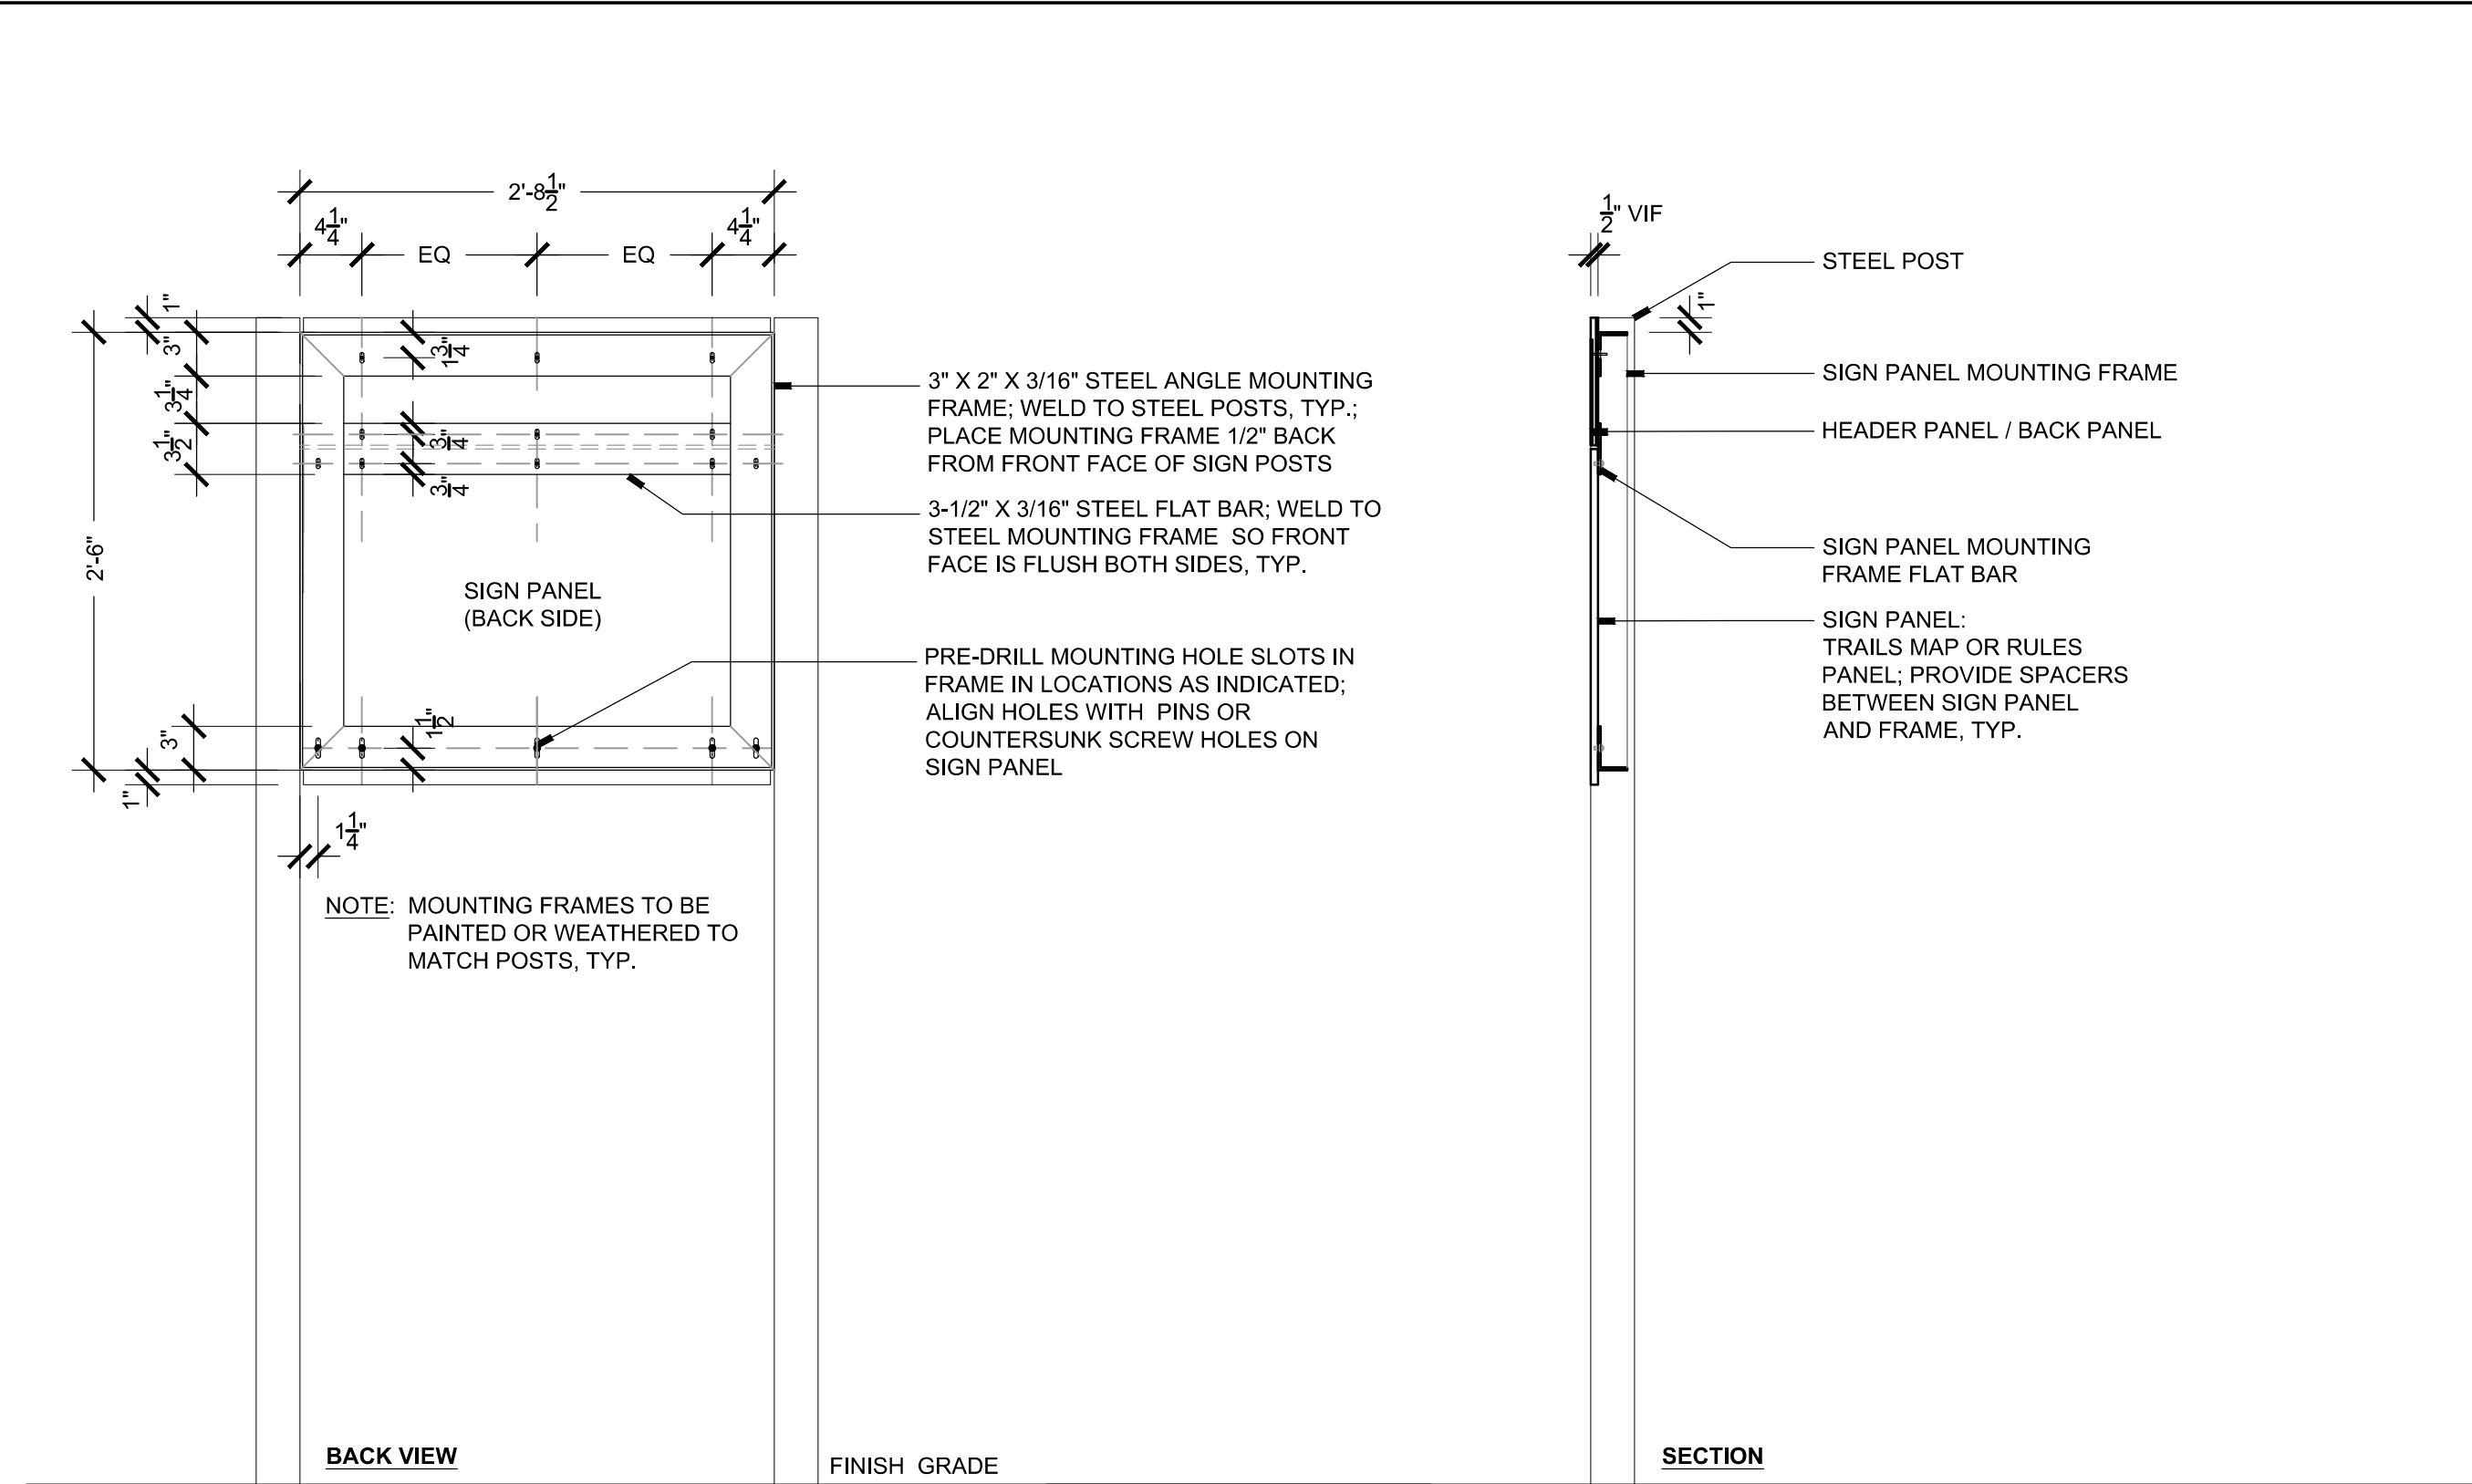 2'-8 1/2"
4 1/4"
EQ
EQ
4 1/4"
1"
3"
3 1/4"
3 1/2"
2'-6"
3"
1"
1 3/4"
3/4"
3/4"
1 1/2"
1 1/4"
SIGN PANEL
(BACK SIDE)
3" X 2" X 3/16" STEEL ANGLE MOUNTING
FRAME; WELD TO STEEL POSTS, TYP.;
PLACE MOUNTING FRAME 1/2" BACK
FROM FRONT FACE OF SIGN POSTS
3-1/2" X 3/16" STEEL FLAT BAR; WELD TO
STEEL MOUNTING FRAME SO FRONT
FACE IS FLUSH BOTH SIDES, TYP.
PRE-DRILL MOUNTING HOLE SLOTS IN
FRAME IN LOCATIONS AS INDICATED;
ALIGN HOLES WITH PINS OR
COUNTERSUNK SCREW HOLES ON
SIGN PANEL
NOTE: MOUNTING FRAMES TO BE
PAINTED OR WEATHERED TO
MATCH POSTS, TYP.
BACK VIEW
FINISH GRADE
1/2" VIF
1"
STEEL POST
SIGN PANEL MOUNTING FRAME
HEADER PANEL / BACK PANEL
SIGN PANEL MOUNTING
FRAME FLAT BAR
SIGN PANEL:
TRAILS MAP OR RULES
PANEL; PROVIDE SPACERS
BETWEEN SIGN PANEL
AND FRAME, TYP.
SECTION